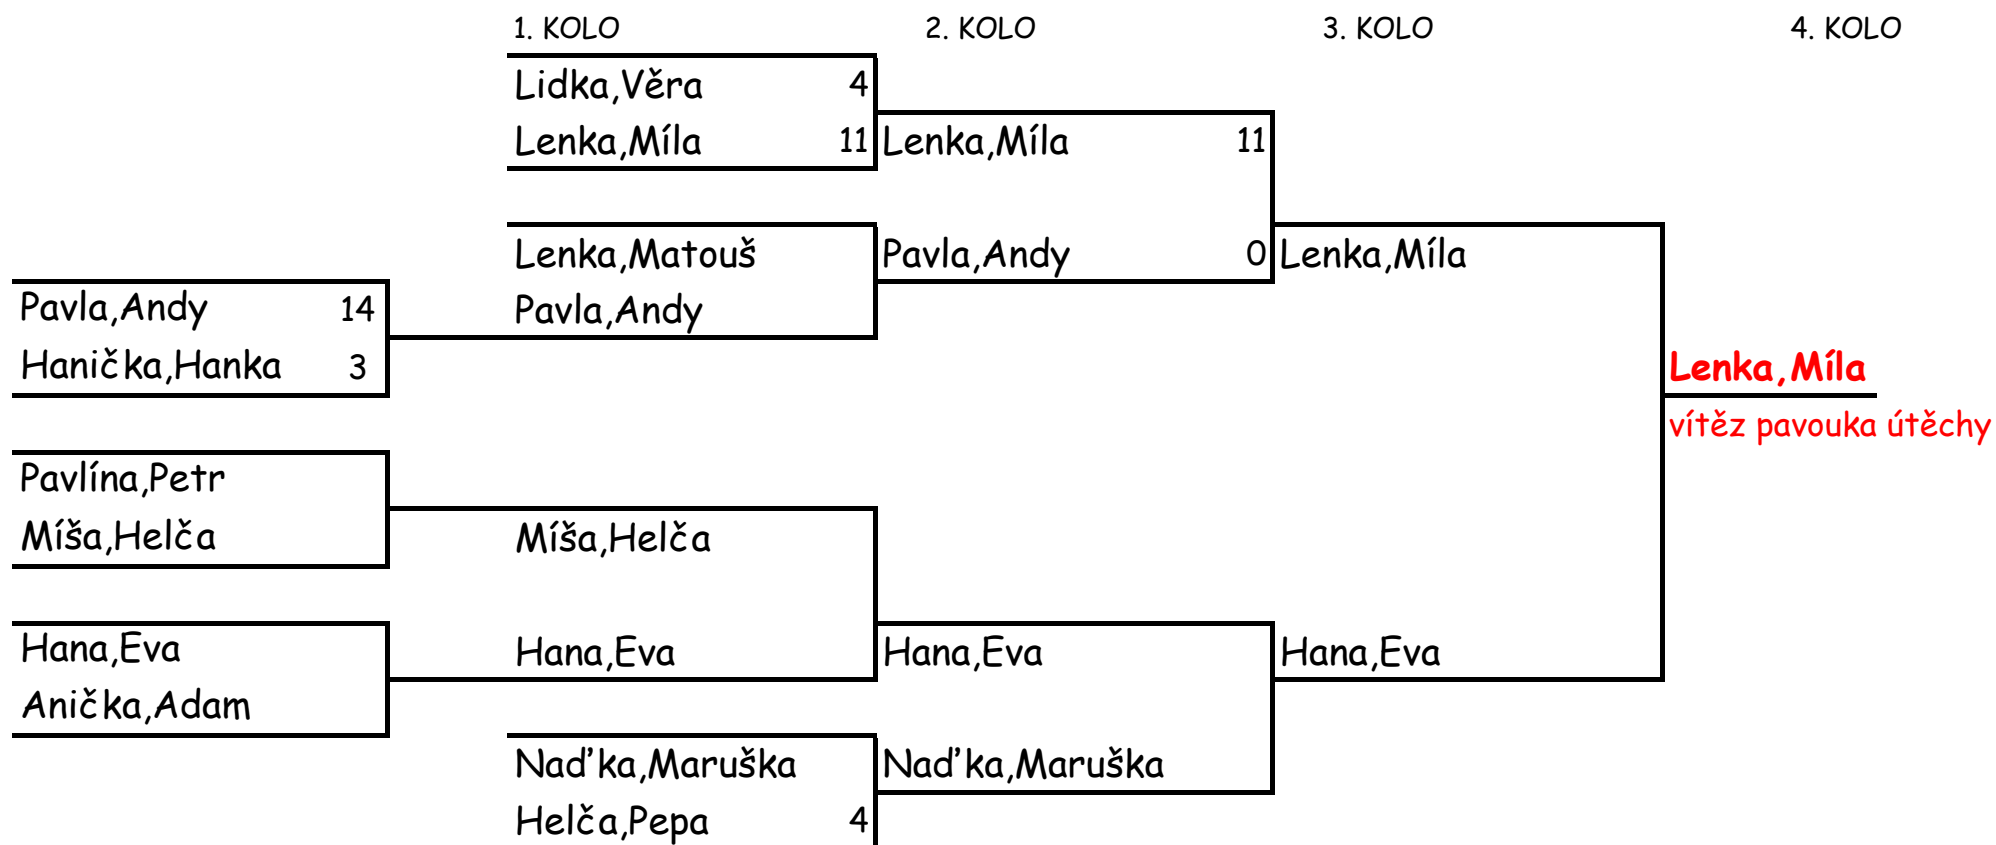 1. KOLO 2. KOLO 3. KOLO 4. KOLO
Lidka,Věra 4
Lenka,Míla 11 Lenka,Míla 11
Lenka,Matouš Pavla,Andy 0 Lenka,Míla
Pavla,Andy 14 Pavla,Andy
Hanička,Hanka 3 Lenka,Míla
vítěz pavouka útěchy
Pavlína,Petr
Míša,Helča Míša,Helča
Hana,Eva Hana,Eva Hana,Eva Hana,Eva
Anička,Adam
Naďka,Maruška Naďka,Maruška
Helča,Pepa 4